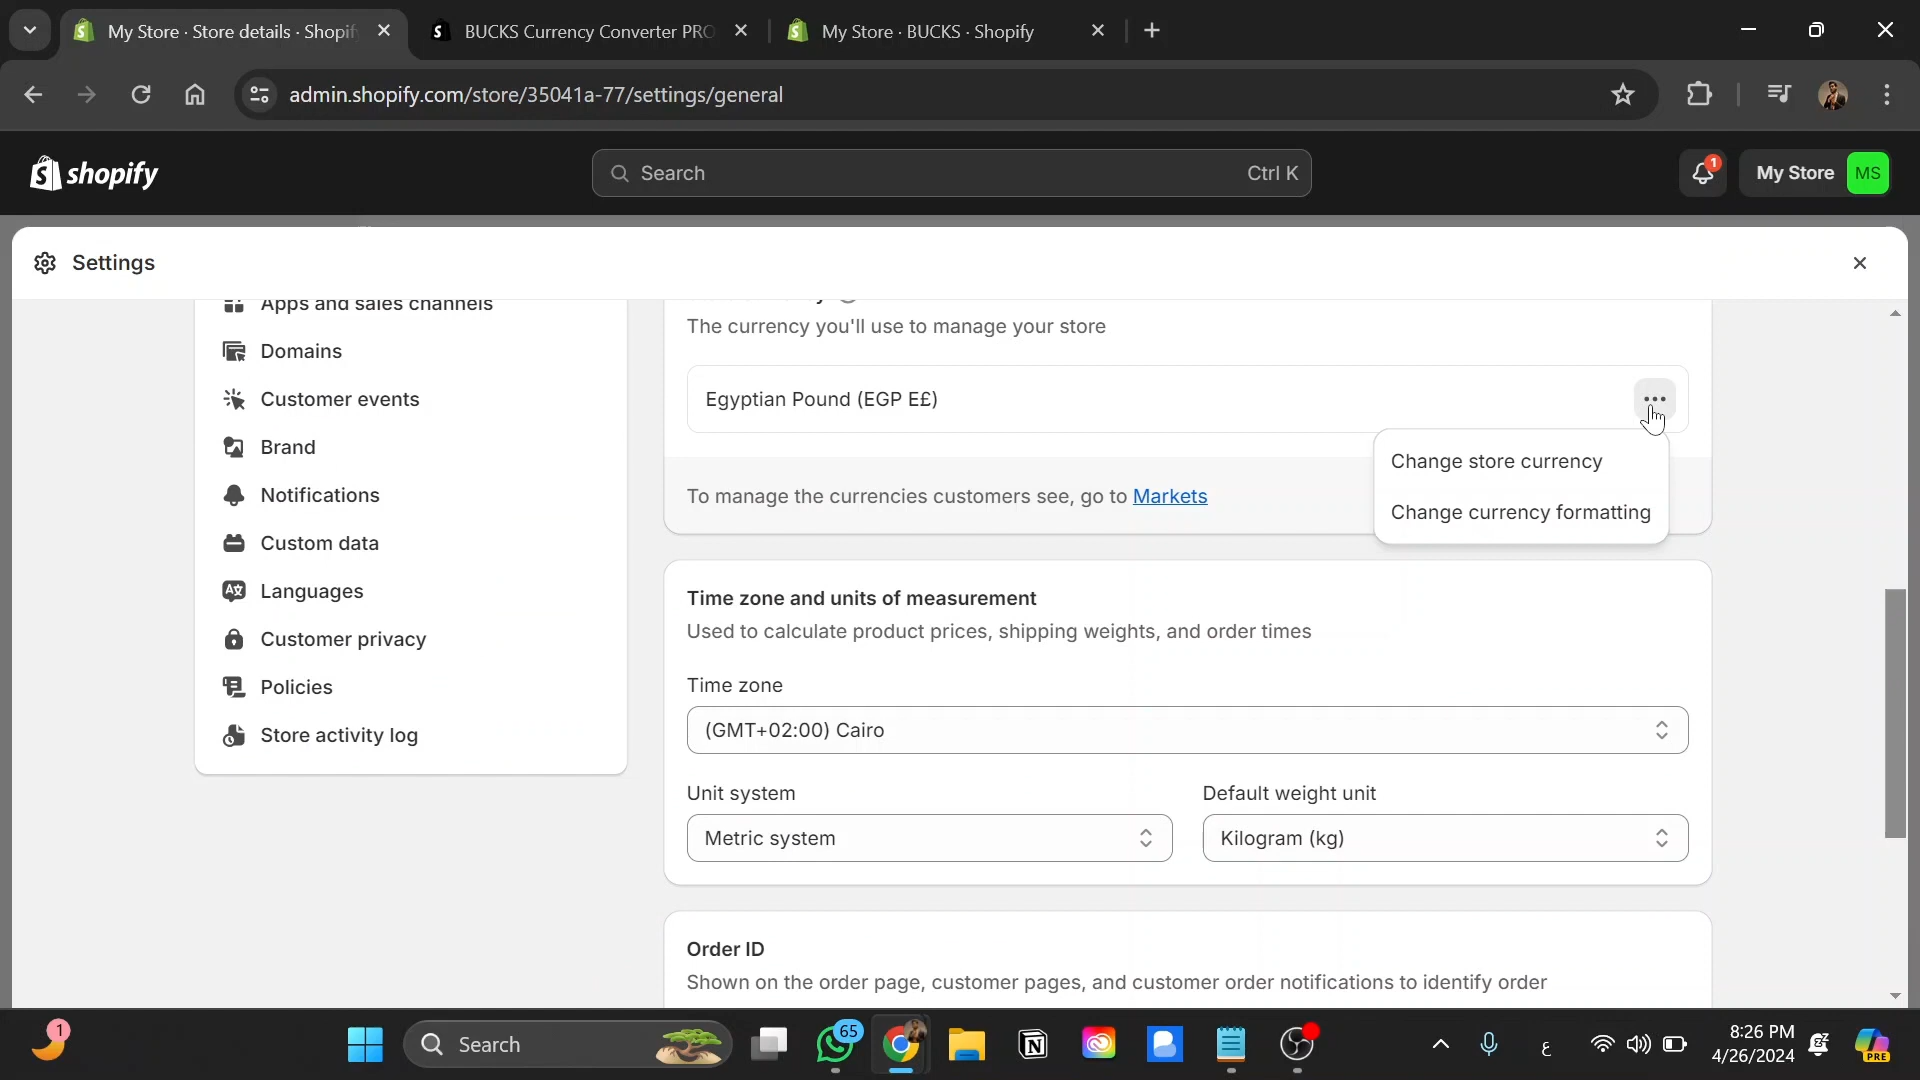 My Store · Store details · Shopif
BUCKS Currency Converter PRO
My Store · BUCKS · Shopify
admin.shopify.com/store/35041a-77/settings/general
shopify
Search
Ctrl K
1
My Store
MS
Settings
Apps and sales channels
Domains
Customer events
Brand
Notifications
Custom data
Languages
Customer privacy
Policies
Store activity log
The currency you'll use to manage your store
Egyptian Pound (EGP E£)
Change store currency
Change currency formatting
To manage the currencies customers see, go to Markets
Time zone and units of measurement
Used to calculate product prices, shipping weights, and order times
Time zone
(GMT+02:00) Cairo
Unit system
Default weight unit
Metric system
Kilogram (kg)
Order ID
Shown on the order page, customer pages, and customer order notifications to identify order
1
Search
65
ع
8:26 PM
4/26/2024
PRE